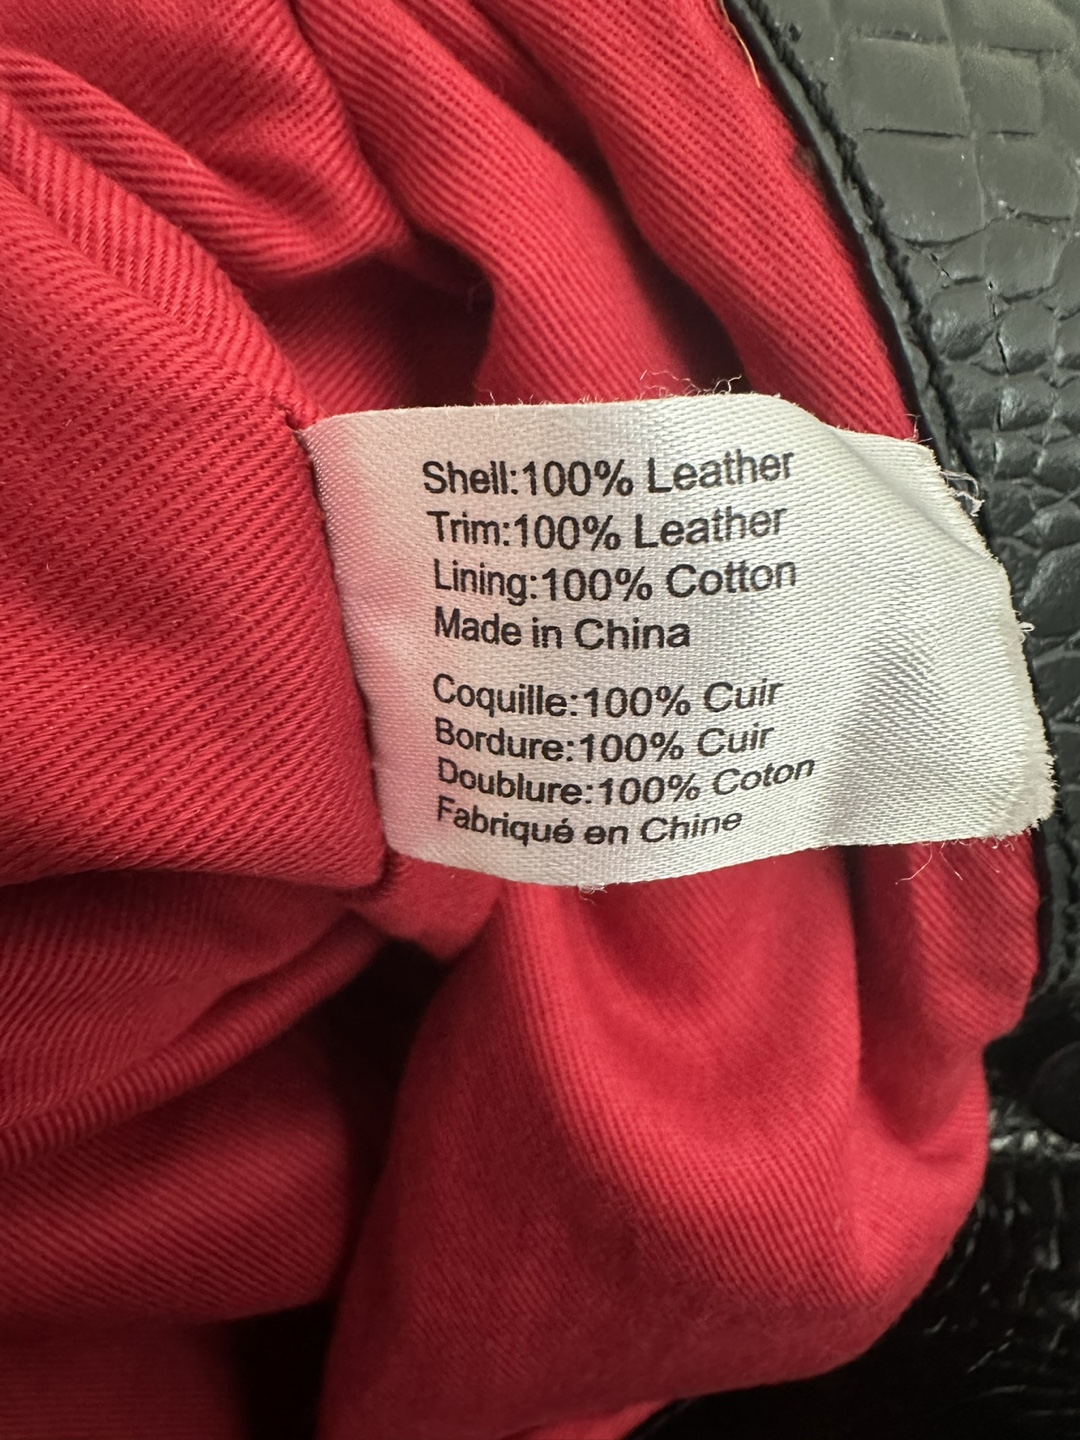 Shell:100% Leather
Trim:100% Leather
Lining:100% Cotton
Made in China
Coquille:100% Cuir
Bordure:100% Cuir
Doublure:100% Coton
Fabriqué en Chine